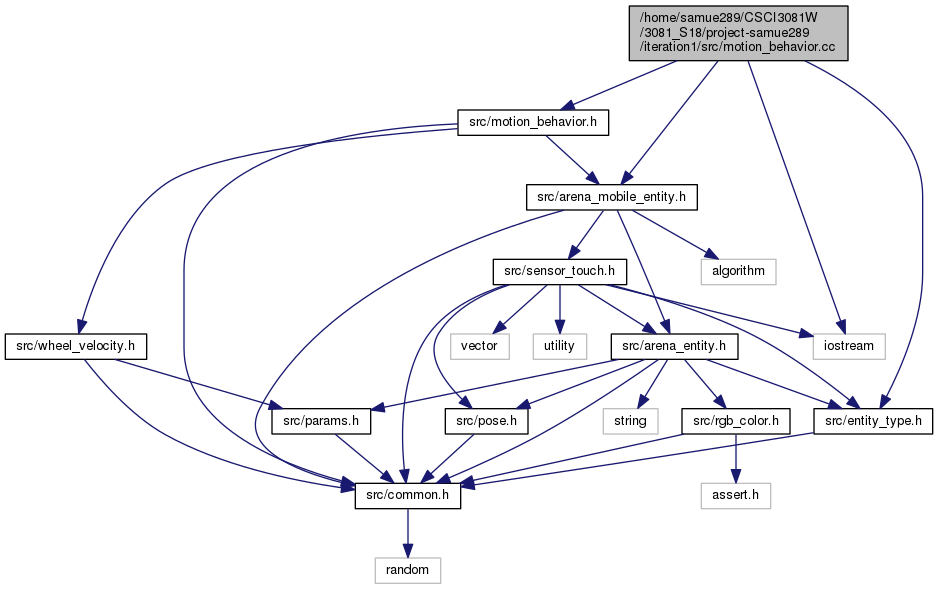 /home/samue289/CSCI3081W
/3081_S18/project-samue289
/iteration1/src/motion_behavior.cc
src/motion_behavior.h
src/arena_mobile_entity.h
src/sensor_touch.h
algorithm
src/wheel_velocity.h
vector
utility
src/arena_entity.h
iostream
src/params.h
src/pose.h
string
src/rgb_color.h
src/entity_type.h
src/common.h
assert.h
random